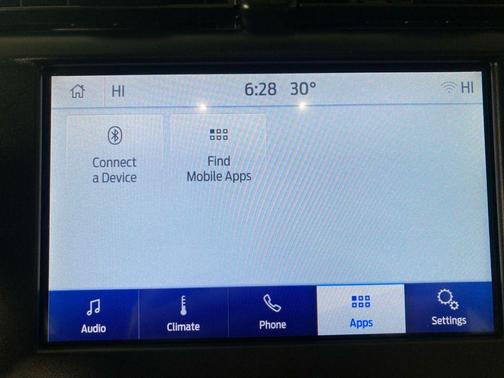 HI 6:28 30° HI
Connect
a Device
Find
Mobile Apps
Audio Climate Phone Apps Settings